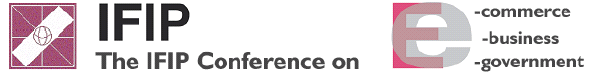 IFIP
The IFIP Conference on
e
-commerce
-business
-government